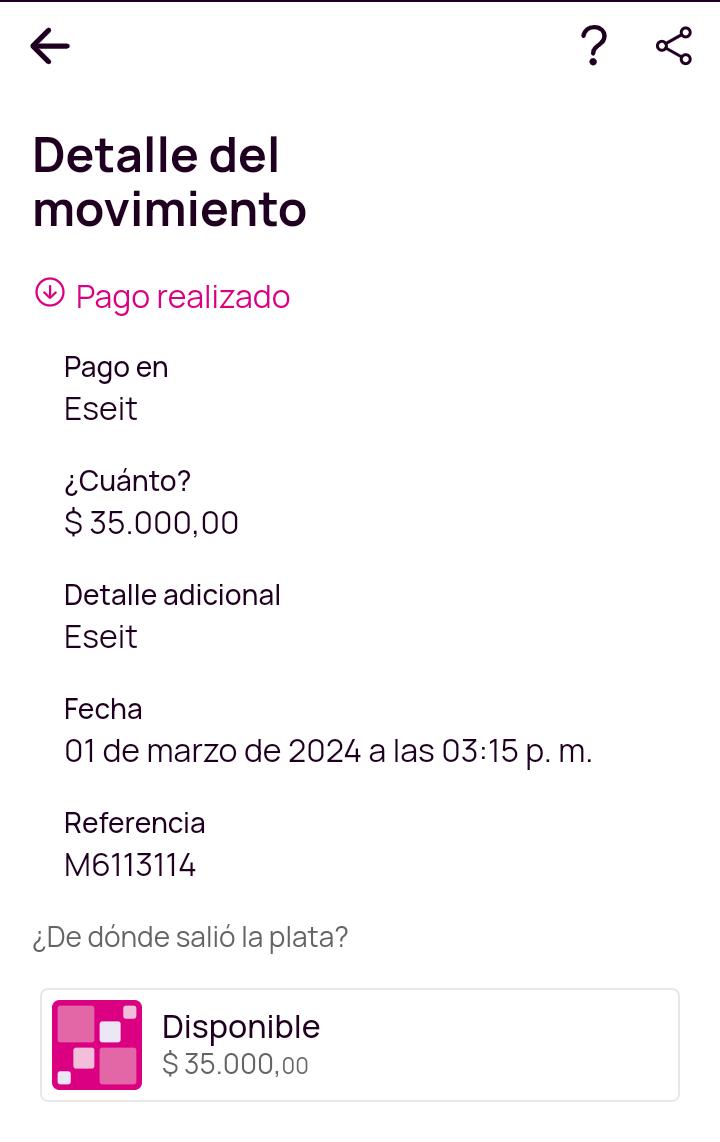 Detalle del
movimiento
Pago realizado
Pago en
Eseit
¿Cuánto?
$ 35.000,00
Detalle adicional
Eseit
Fecha
01 de marzo de 2024 a las 03:15 p. m.
Referencia
M6113114
¿De dónde salió la plata?
Disponible
$ 35.000,00